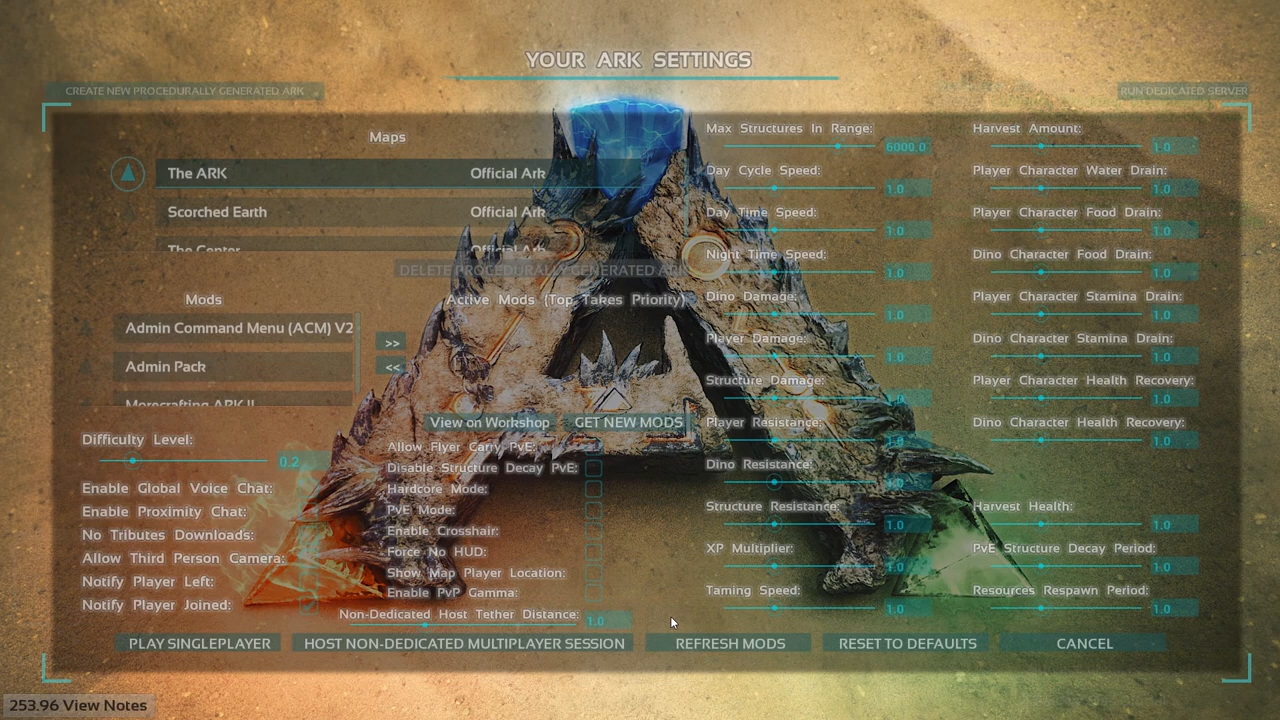 YOUR ARK SETTINGS
CREATE NEW PROCEDURALLY GENERATED ARK
RUN DEDICATED SERVER
Maps
The ARK Official Ark
Scorched Earth Official Ark
The Center Official Ark
DELETE PROCEDURALLY GENERATED ARK
Mods
Active Mods (Top Takes Priority)
Admin Command Menu (ACM) V2
>>
Admin Pack
<<
Morecrafting ARK II
View on Workshop
GET NEW MODS
Difficulty Level:
0.2
Enable Global Voice Chat:
Enable Proximity Chat:
No Tributes Downloads:
Allow Third Person Camera:
Notify Player Left:
Notify Player Joined:
Allow Flyer Carry PvE:
Disable Structure Decay PvE:
Hardcore Mode:
PvE Mode:
Enable Crosshair:
Force No HUD:
Show Map Player Location:
Enable PvP Gamma:
Non-Dedicated Host Tether Distance: 1.0
Max Structures In Range:
6000.0
Day Cycle Speed:
1.0
Day Time Speed:
1.0
Night Time Speed:
1.0
Dino Damage:
1.0
Player Damage:
1.0
Structure Damage:
1.0
Player Resistance:
1.0
Dino Resistance:
1.0
Structure Resistance:
1.0
XP Multiplier:
1.0
Taming Speed:
1.0
Harvest Amount:
1.0
Player Character Water Drain:
1.0
Player Character Food Drain:
1.0
Dino Character Food Drain:
1.0
Player Character Stamina Drain:
1.0
Dino Character Stamina Drain:
1.0
Player Character Health Recovery:
1.0
Dino Character Health Recovery:
1.0
Harvest Health:
1.0
PvE Structure Decay Period:
1.0
Resources Respawn Period:
1.0
PLAY SINGLEPLAYER
HOST NON-DEDICATED MULTIPLAYER SESSION
REFRESH MODS
RESET TO DEFAULTS
CANCEL
253.96 View Notes